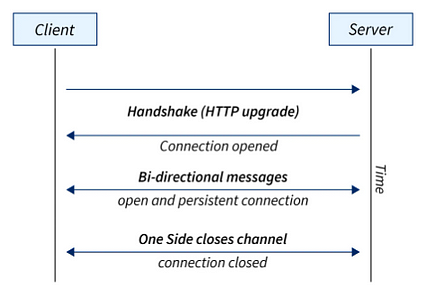 Client
Server
Handshake (HTTP upgrade)
Connection opened
Bi-directional messages
open and persistent connection
Time
One Side closes channel
connection closed